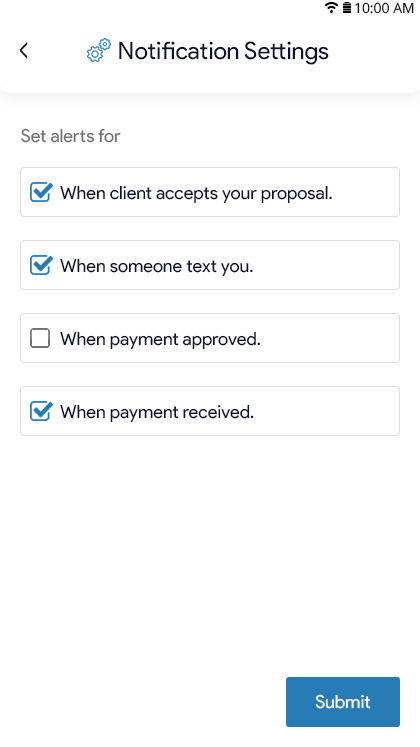 10:00 AM
Notification Settings
Set alerts for
When client accepts your proposal.
When someone text you.
When payment approved.
When payment received.
Submit